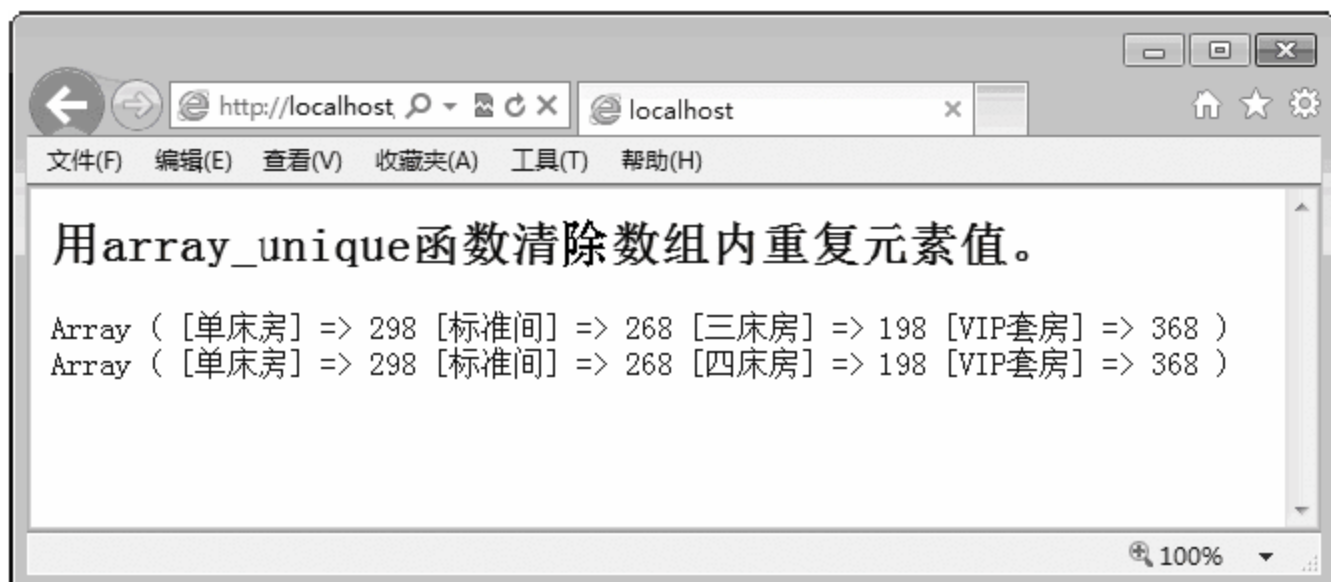 http://localhost
localhost
文件(F) 编辑(E) 查看(V) 收藏夹(A) 工具(T) 帮助(H)
用array_unique函数清除数组内重复元素值。
Array ( [单床房] => 298 [标准间] => 268 [三床房] => 198 [VIP套房] => 368 )
Array ( [单床房] => 298 [标准间] => 268 [四床房] => 198 [VIP套房] => 368 )
100%